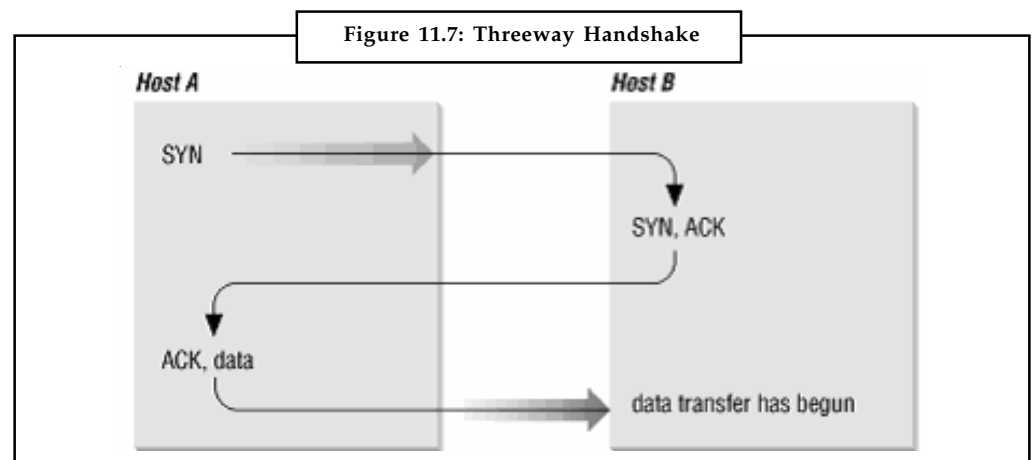 Figure 11.7: Threeway Handshake
Host A
Host B
SYN
SYN, ACK
ACK, data
data transfer has begun